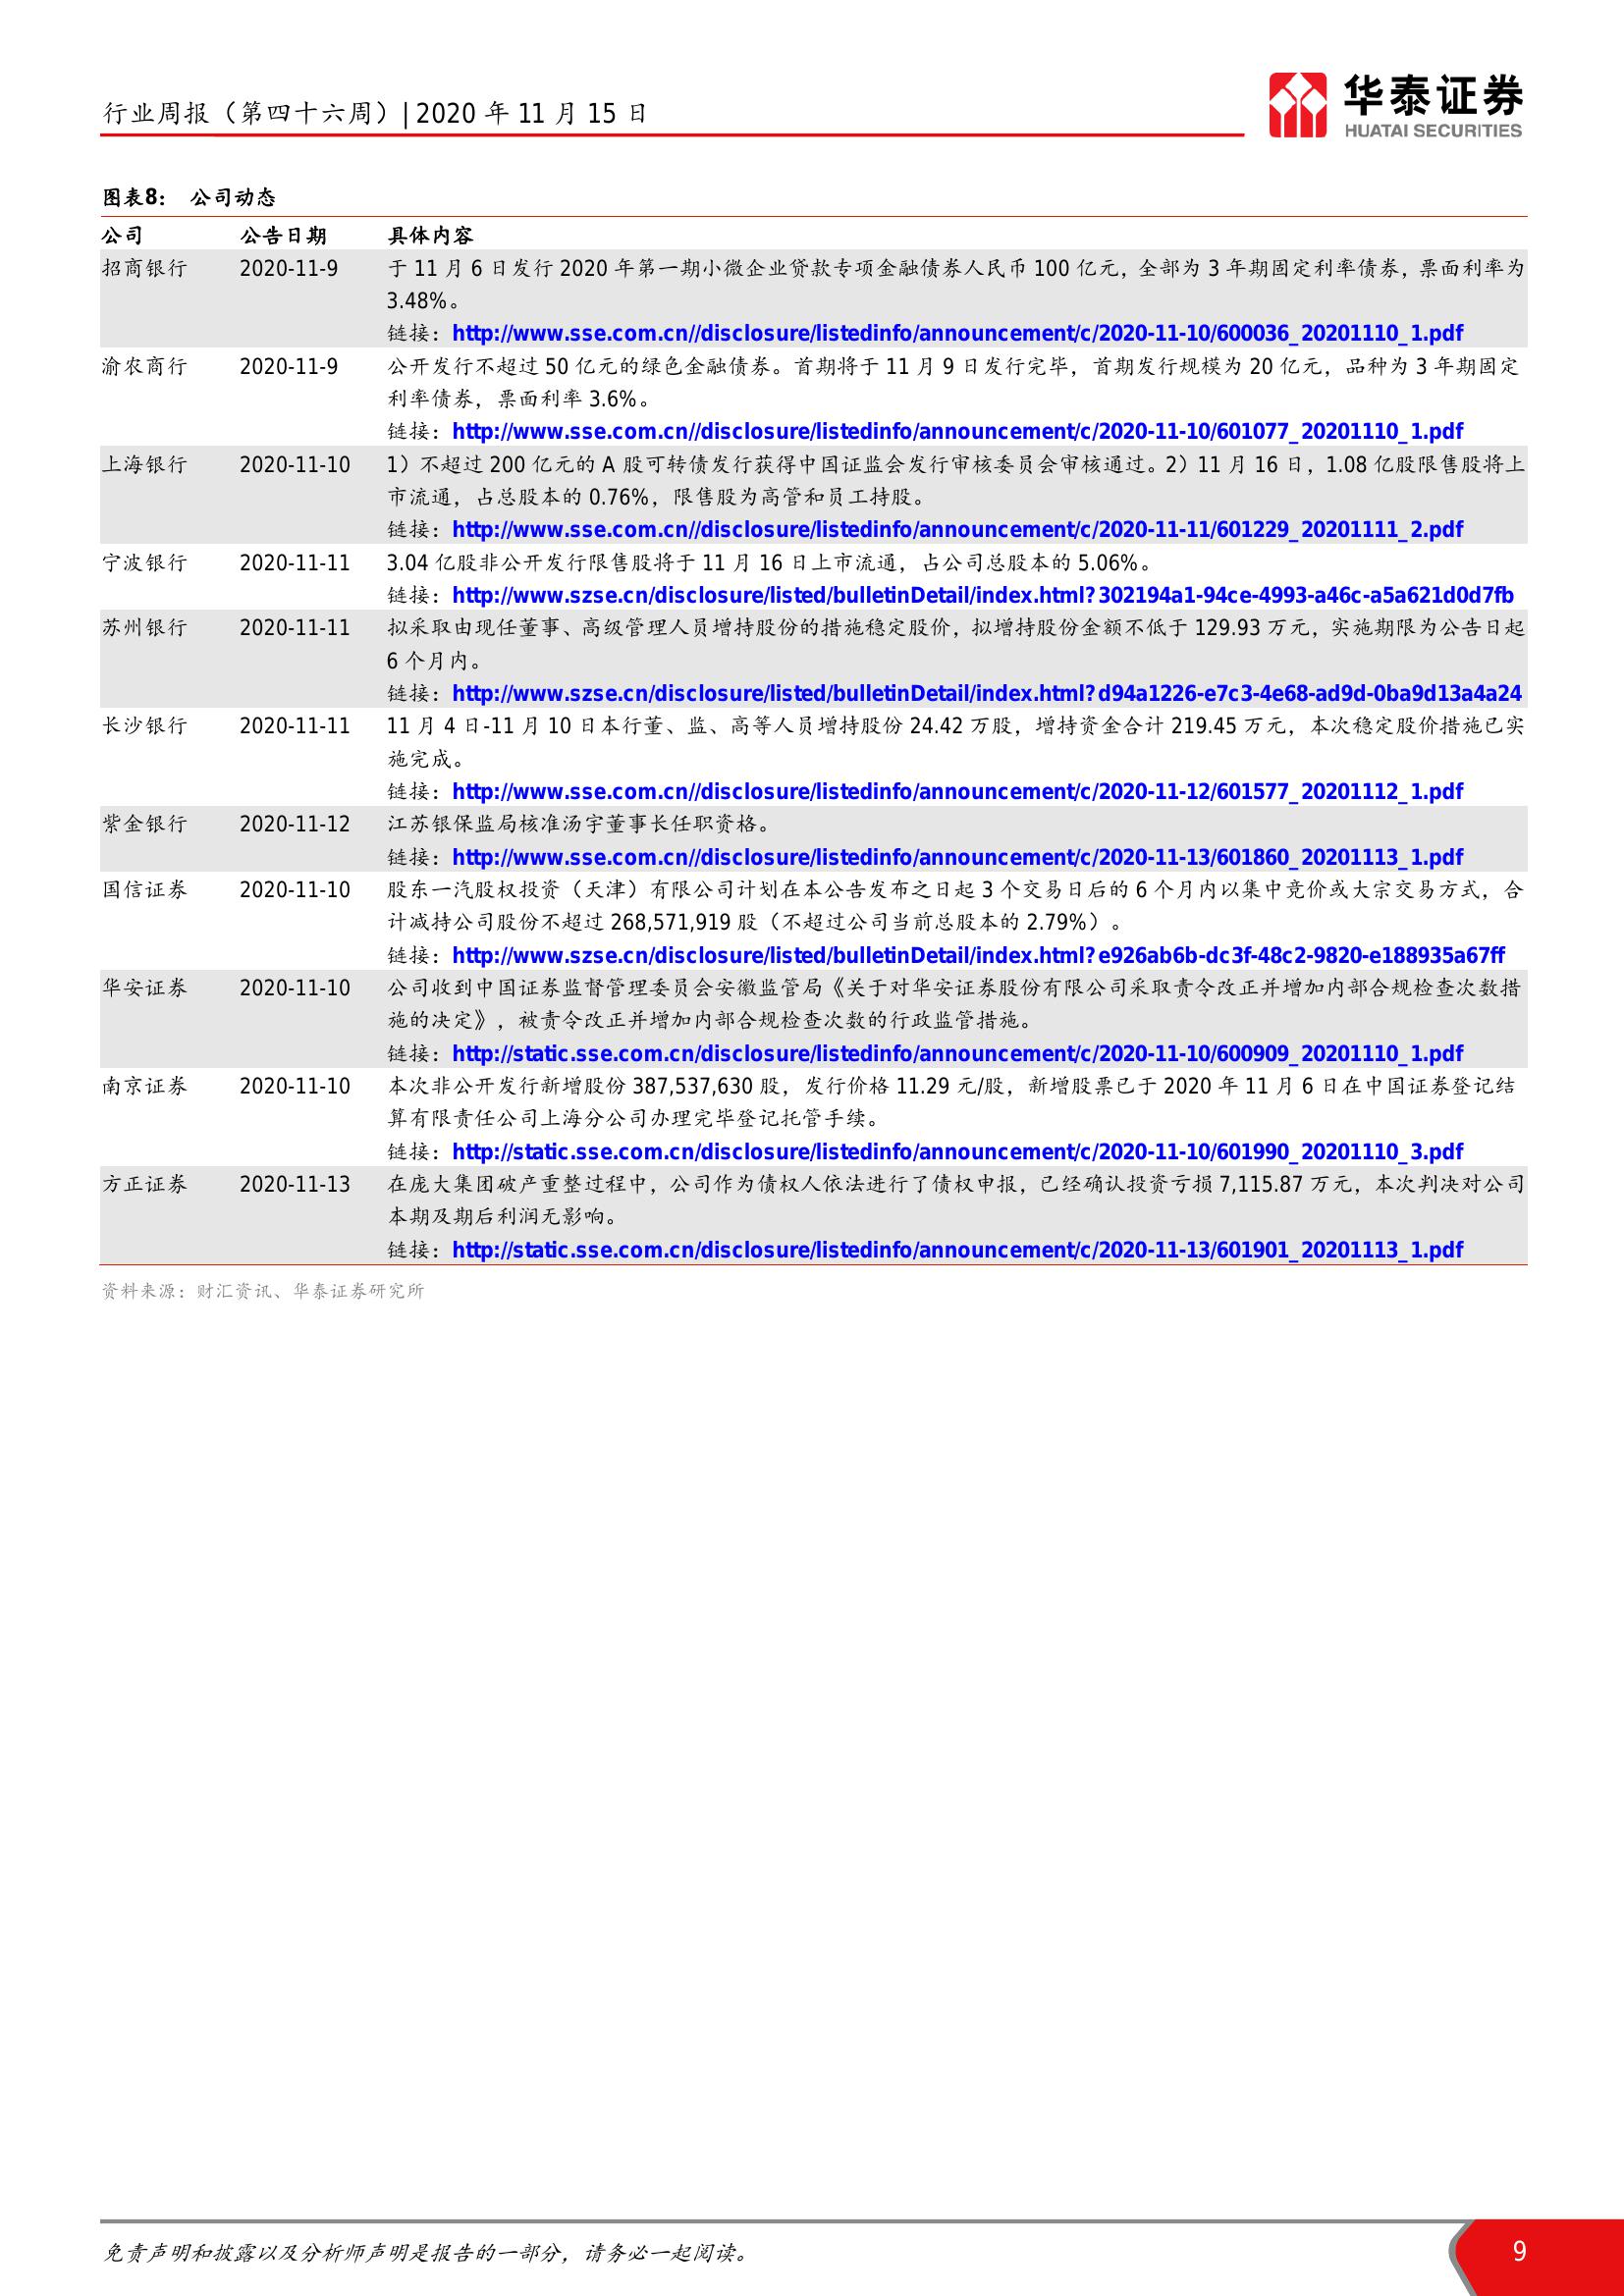 行业周报（第四十六周）| 2020 年 11 月 15 日
华泰证券
HUATAI SECURITIES
图表8： 公司动态
公司 公告日期 具体内容
招商银行 2020-11-9 于 11 月 6 日发行 2020 年第一期小微企业贷款专项金融债券人民币 100 亿元，全部为 3 年期固定利率债券，票面利率为
3.48%。
链接：http://www.sse.com.cn//disclosure/listedinfo/announcement/c/2020-11-10/600036_20201110_1.pdf
渝农商行 2020-11-9 公开发行不超过 50 亿元的绿色金融债券。首期将于 11 月 9 日发行完毕，首期发行规模为 20 亿元，品种为 3 年期固定
利率债券，票面利率 3.6%。
链接：http://www.sse.com.cn//disclosure/listedinfo/announcement/c/2020-11-10/601077_20201110_1.pdf
上海银行 2020-11-10 1）不超过 200 亿元的 A 股可转债发行获得中国证监会发行审核委员会审核通过。2）11 月 16 日，1.08 亿股限售股将上
市流通，占总股本的 0.76%，限售股为高管和员工持股。
链接：http://www.sse.com.cn//disclosure/listedinfo/announcement/c/2020-11-11/601229_20201111_2.pdf
宁波银行 2020-11-11 3.04 亿股非公开发行限售股将于 11 月 16 日上市流通，占公司总股本的 5.06%。
链接：http://www.szse.cn/disclosure/listed/bulletinDetail/index.html?302194a1-94ce-4993-a46c-a5a621d0d7fb
苏州银行 2020-11-11 拟采取由现任董事、高级管理人员增持股份的措施稳定股价，拟增持股份金额不低于 129.93 万元，实施期限为公告日起
6 个月内。
链接：http://www.szse.cn/disclosure/listed/bulletinDetail/index.html?d94a1226-e7c3-4e68-ad9d-0ba9d13a4a24
长沙银行 2020-11-11 11 月 4 日-11 月 10 日本行董、监、高等人员增持股份 24.42 万股，增持资金合计 219.45 万元，本次稳定股价措施已实
施完成。
链接：http://www.sse.com.cn//disclosure/listedinfo/announcement/c/2020-11-12/601577_20201112_1.pdf
紫金银行 2020-11-12 江苏银保监局核准汤宇董事长任职资格。
链接：http://www.sse.com.cn//disclosure/listedinfo/announcement/c/2020-11-13/601860_20201113_1.pdf
国信证券 2020-11-10 股东一汽股权投资（天津）有限公司计划在本公告发布之日起 3 个交易日后的 6 个月内以集中竞价或大宗交易方式，合
计减持公司股份不超过 268,571,919 股（不超过公司当前总股本的 2.79%）。
链接：http://www.szse.cn/disclosure/listed/bulletinDetail/index.html?e926ab6b-dc3f-48c2-9820-e188935a67ff
华安证券 2020-11-10 公司收到中国证券监督管理委员会安徽监管局《关于对华安证券股份有限公司采取责令改正并增加内部合规检查次数措
施的决定》，被责令改正并增加内部合规检查次数的行政监管措施。
链接：http://static.sse.com.cn/disclosure/listedinfo/announcement/c/2020-11-10/600909_20201110_1.pdf
南京证券 2020-11-10 本次非公开发行新增股份 387,537,630 股，发行价格 11.29 元/股，新增股票已于 2020 年 11 月 6 日在中国证券登记结
算有限责任公司上海分公司办理完毕登记托管手续。
链接：http://static.sse.com.cn/disclosure/listedinfo/announcement/c/2020-11-10/601990_20201110_3.pdf
方正证券 2020-11-13 在庞大集团破产重整过程中，公司作为债权人依法进行了债权申报，已经确认投资亏损 7,115.87 万元，本次判决对公司
本期及期后利润无影响。
链接：http://static.sse.com.cn/disclosure/listedinfo/announcement/c/2020-11-13/601901_20201113_1.pdf
资料来源：财汇资讯、华泰证券研究所
免责声明和披露以及分析师声明是报告的一部分，请务必一起阅读。
9